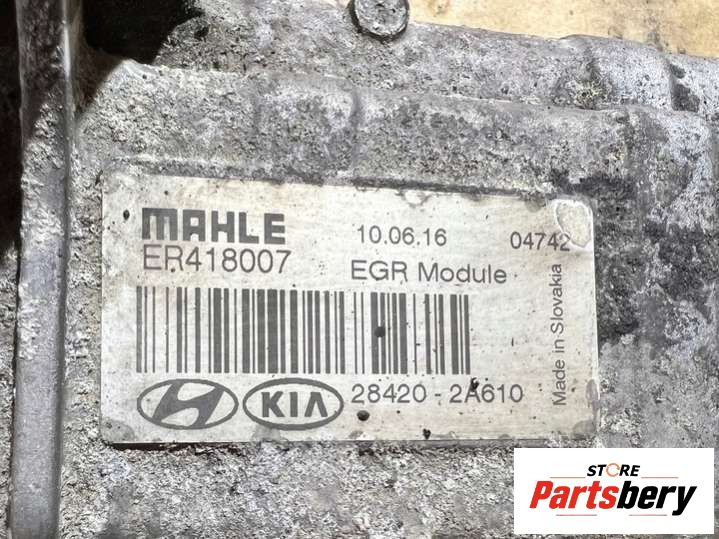 MAHLE 10.06.16 04742
ER418007 EGR Module
Made in Slovakia
KIA 28420 - 2A610
STORE
Partsbery